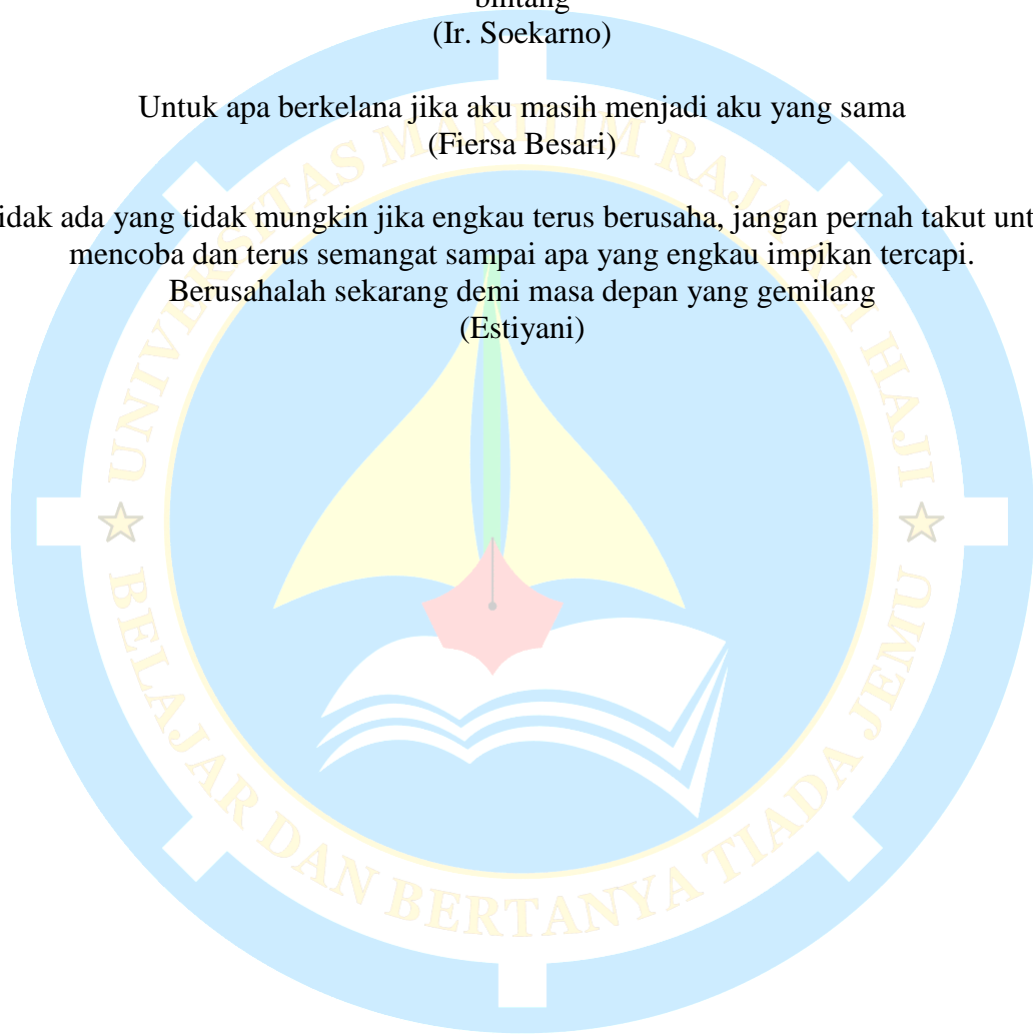 bintang
(Ir. Soekarno)
Untuk apa berkelana jika aku masih menjadi aku yang sama
(Fiersa Besari)
idak ada yang tidak mungkin jika engkau terus berusaha, jangan pernah takut unt
mencoba dan terus semangat sampai apa yang engkau impikan tercapi.
Berusahalah sekarang demi masa depan yang gemilang
(Estiyani)
UNIVERSITAS MARITIM RAJA ALI HAJI
BELAJAR DAN BERTANYA TIADA JEMU